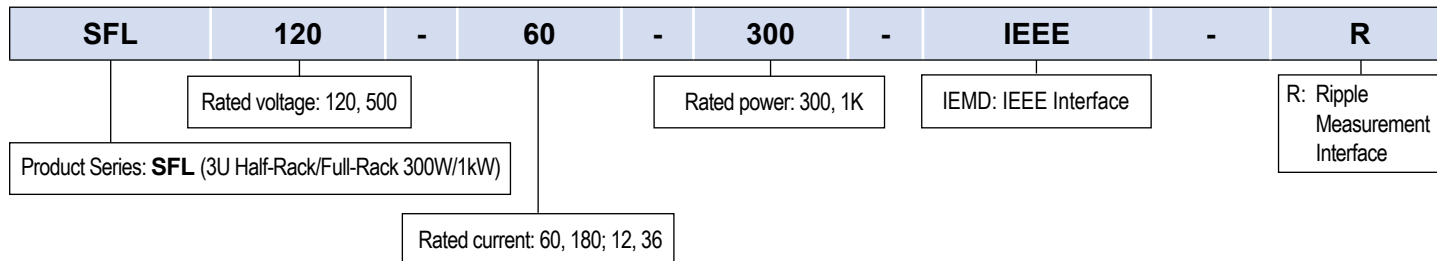 SFL 120 - 60 - 300 - IEEE - R
Rated voltage: 120, 500
Rated power: 300, 1K
IEMD: IEEE Interface
R: Ripple
Measurement
Interface
Product Series: SFL (3U Half-Rack/Full-Rack 300W/1kW)
Rated current: 60, 180; 12, 36